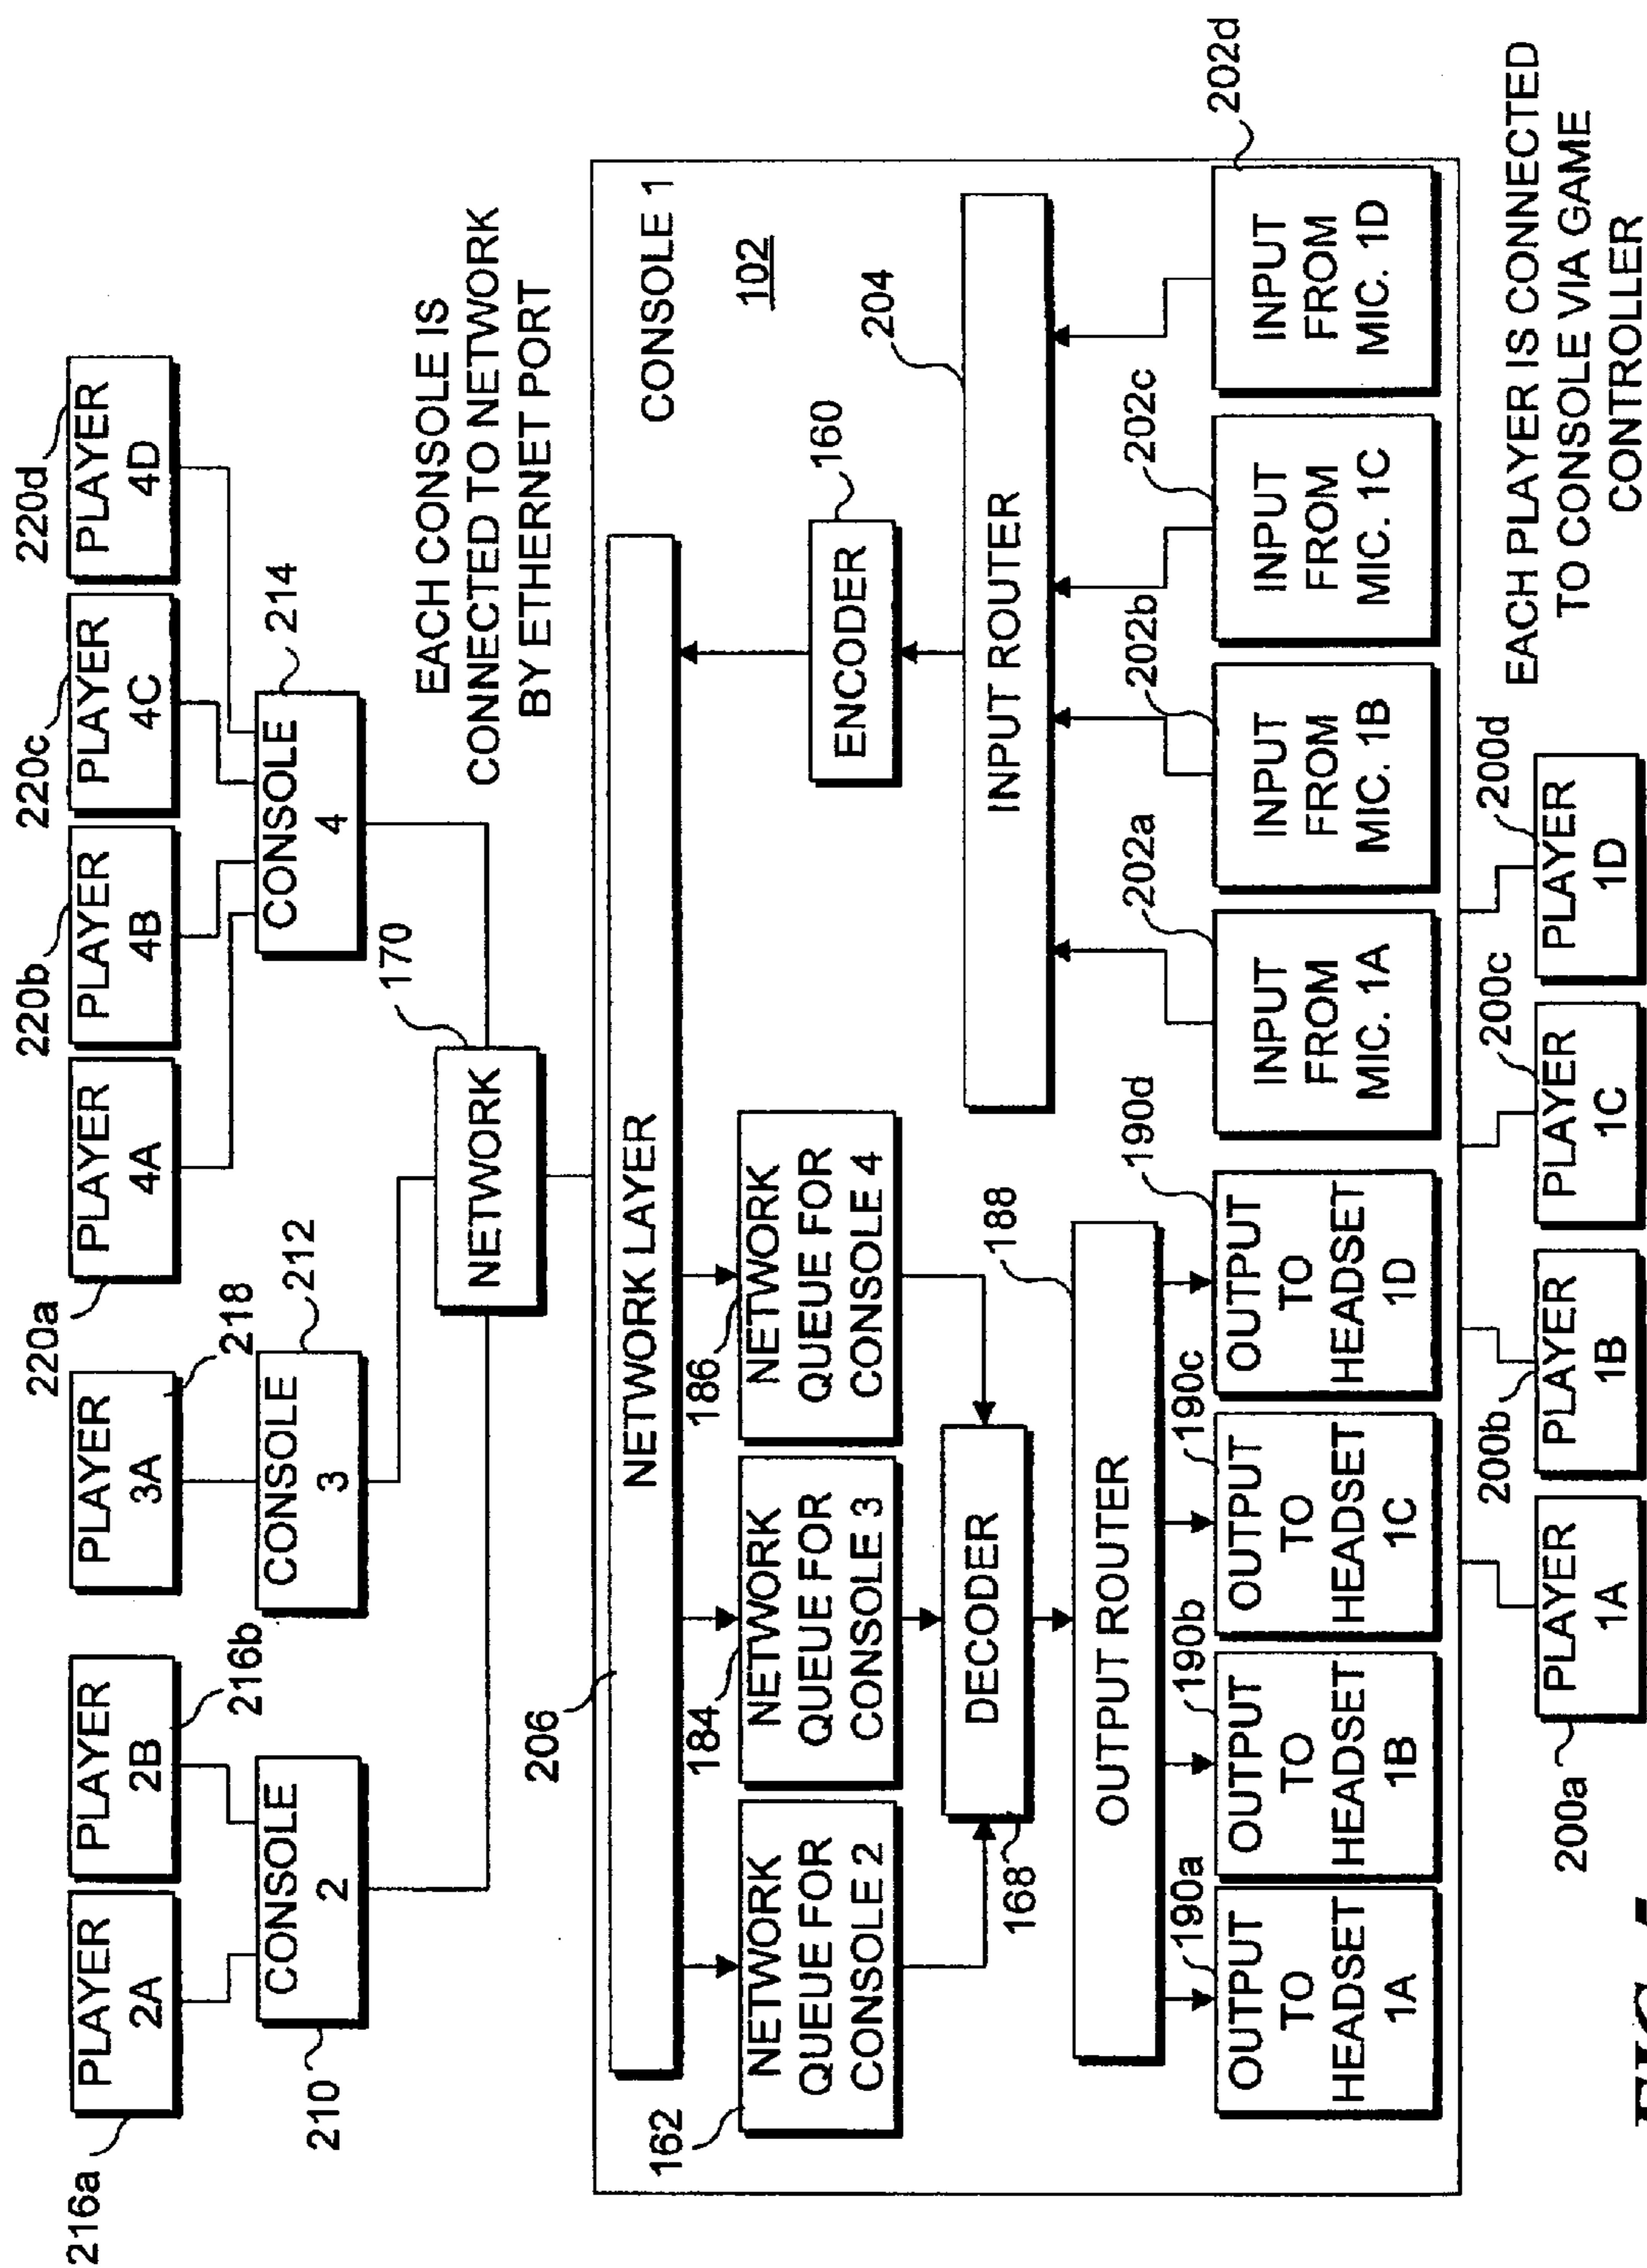 216a
PLAYER
2A
PLAYER
2B
216b
PLAYER
3A
218
220a
PLAYER
4A
220b
PLAYER
4B
220c
PLAYER
4C
220d
PLAYER
4D
210
CONSOLE
2
CONSOLE
3
212
CONSOLE
4
214
170
NETWORK
EACH CONSOLE IS
CONNECTED TO NETWORK
BY ETHERNET PORT
206
NETWORK LAYER
CONSOLE 1
102
162
NETWORK
QUEUE FOR
CONSOLE 2
184
NETWORK
QUEUE FOR
CONSOLE 3
186
NETWORK
QUEUE FOR
CONSOLE 4
ENCODER
160
168
DECODER
188
OUTPUT ROUTER
INPUT ROUTER
204
190a
OUTPUT
TO
HEADSET
1A
190b
OUTPUT
TO
HEADSET
1B
190c
OUTPUT
TO
HEADSET
1C
190d
OUTPUT
TO
HEADSET
1D
202a
INPUT
FROM
MIC. 1A
202b
INPUT
FROM
MIC. 1B
202c
INPUT
FROM
MIC. 1C
202d
INPUT
FROM
MIC. 1D
200a
PLAYER
1A
200b
PLAYER
1B
200c
PLAYER
1C
200d
PLAYER
1D
EACH PLAYER IS CONNECTED
TO CONSOLE VIA GAME
CONTROLLER